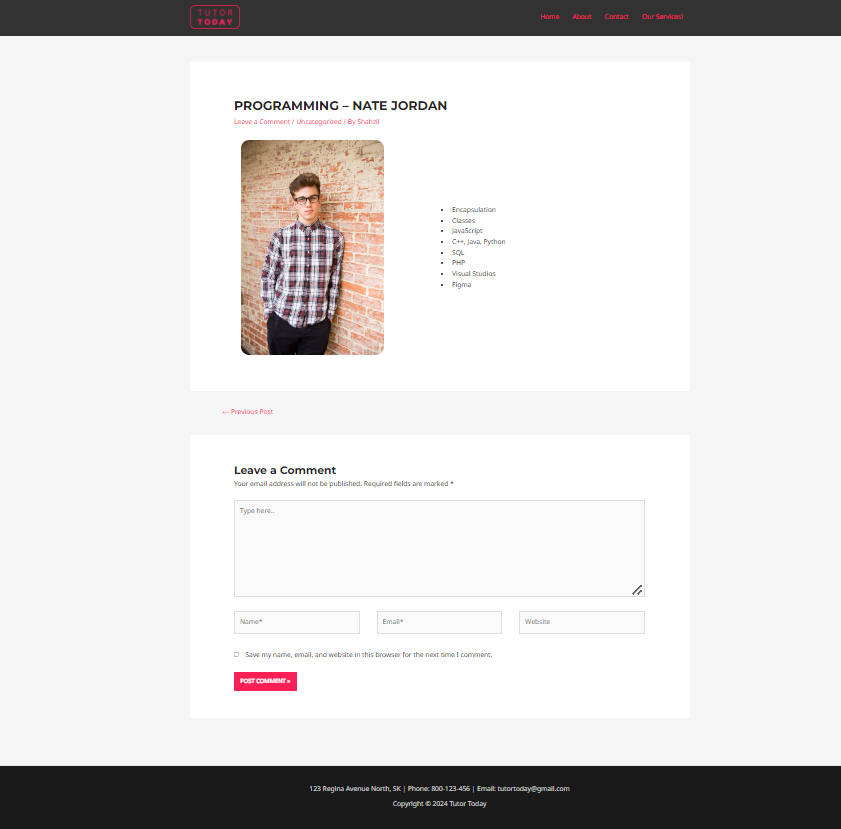 TUTOR
TODAY
Home About Contact Our Services!
PROGRAMMING – NATE JORDAN
Leave a Comment / Uncategorized / By Shahzil
Encapsulation
Classes
JavaScript
C++, Java, Python
SQL
PHP
Visual Studios
Figma
← Previous Post
Leave a Comment
Your email address will not be published. Required fields are marked *
Type here..
Name*
Email*
Website
Save my name, email, and website in this browser for the next time I comment.
POST COMMENT »
123 Regina Avenue North, SK | Phone: 800-123-456 | Email: tutortoday@gmail.com
Copyright © 2024 Tutor Today